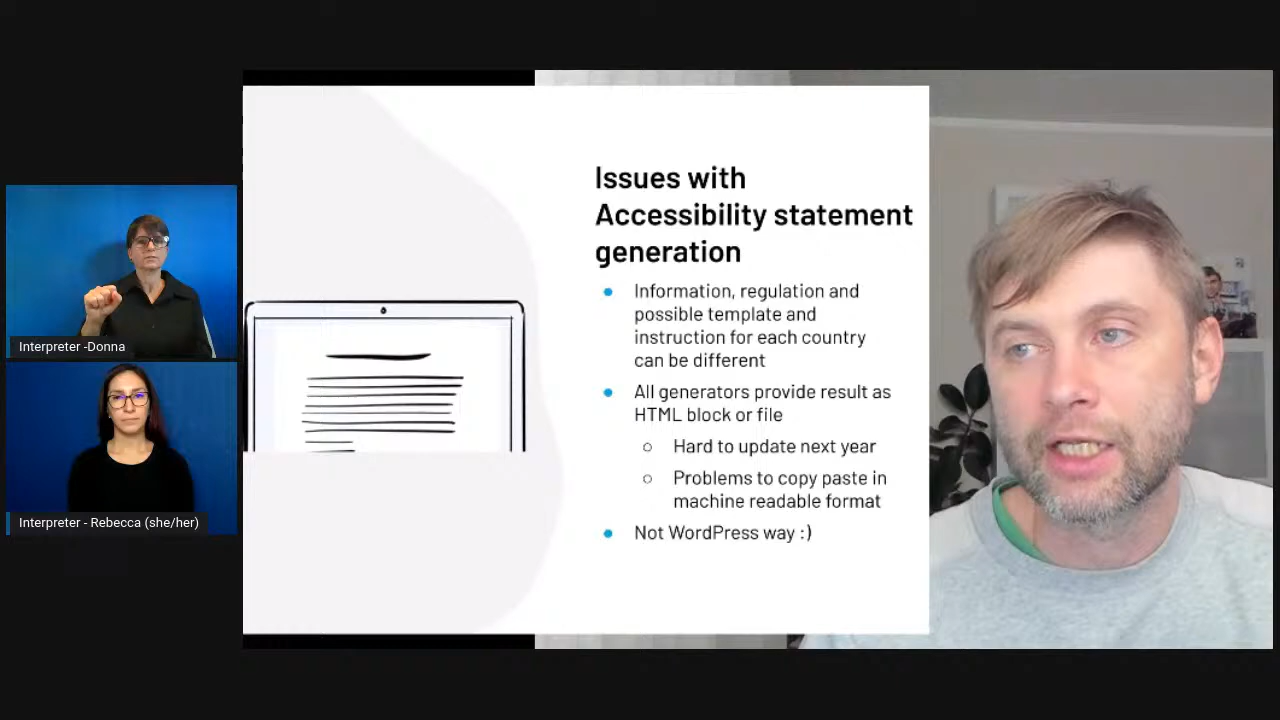 Issues with
Accessibility statement
generation
Information, regulation and
possible template and
instruction for each country
can be different
All generators provide result as
HTML block or file
Hard to update next year
Problems to copy paste in
machine readable format
Not WordPress way :)
Interpreter -Donna
Interpreter - Rebecca (she/her)